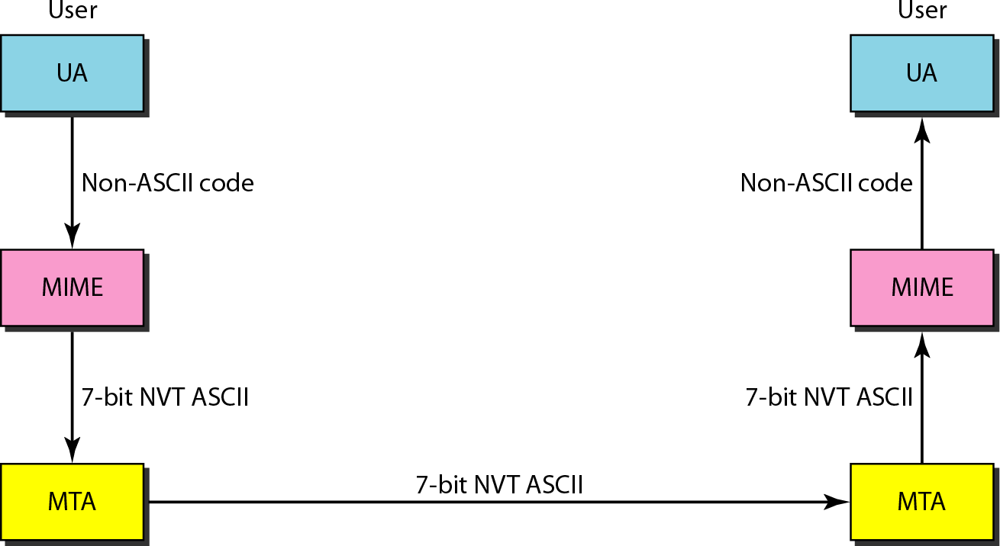 User
User
UA
UA
Non-ASCII code
Non-ASCII code
MIME
MIME
7-bit NVT ASCII
7-bit NVT ASCII
7-bit NVT ASCII
MTA
MTA